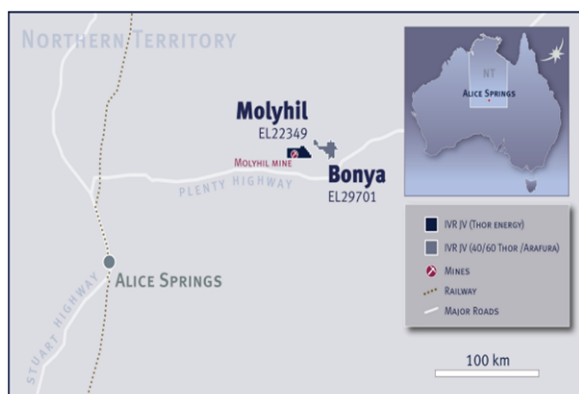 NORTHERN TERRITORY
Molyhil
EL22349
MOLYHIL MINE
Bonya
EL29701
PLENTY HIGHWAY
ALICE SPRINGS
STUART HIGHWAY
NT
ALICE SPRINGS
IVR JV (THOR ENERGY)
IVR JV (40/60 THOR /ARAFURA)
MINES
RAILWAY
MAJOR ROADS
100 km